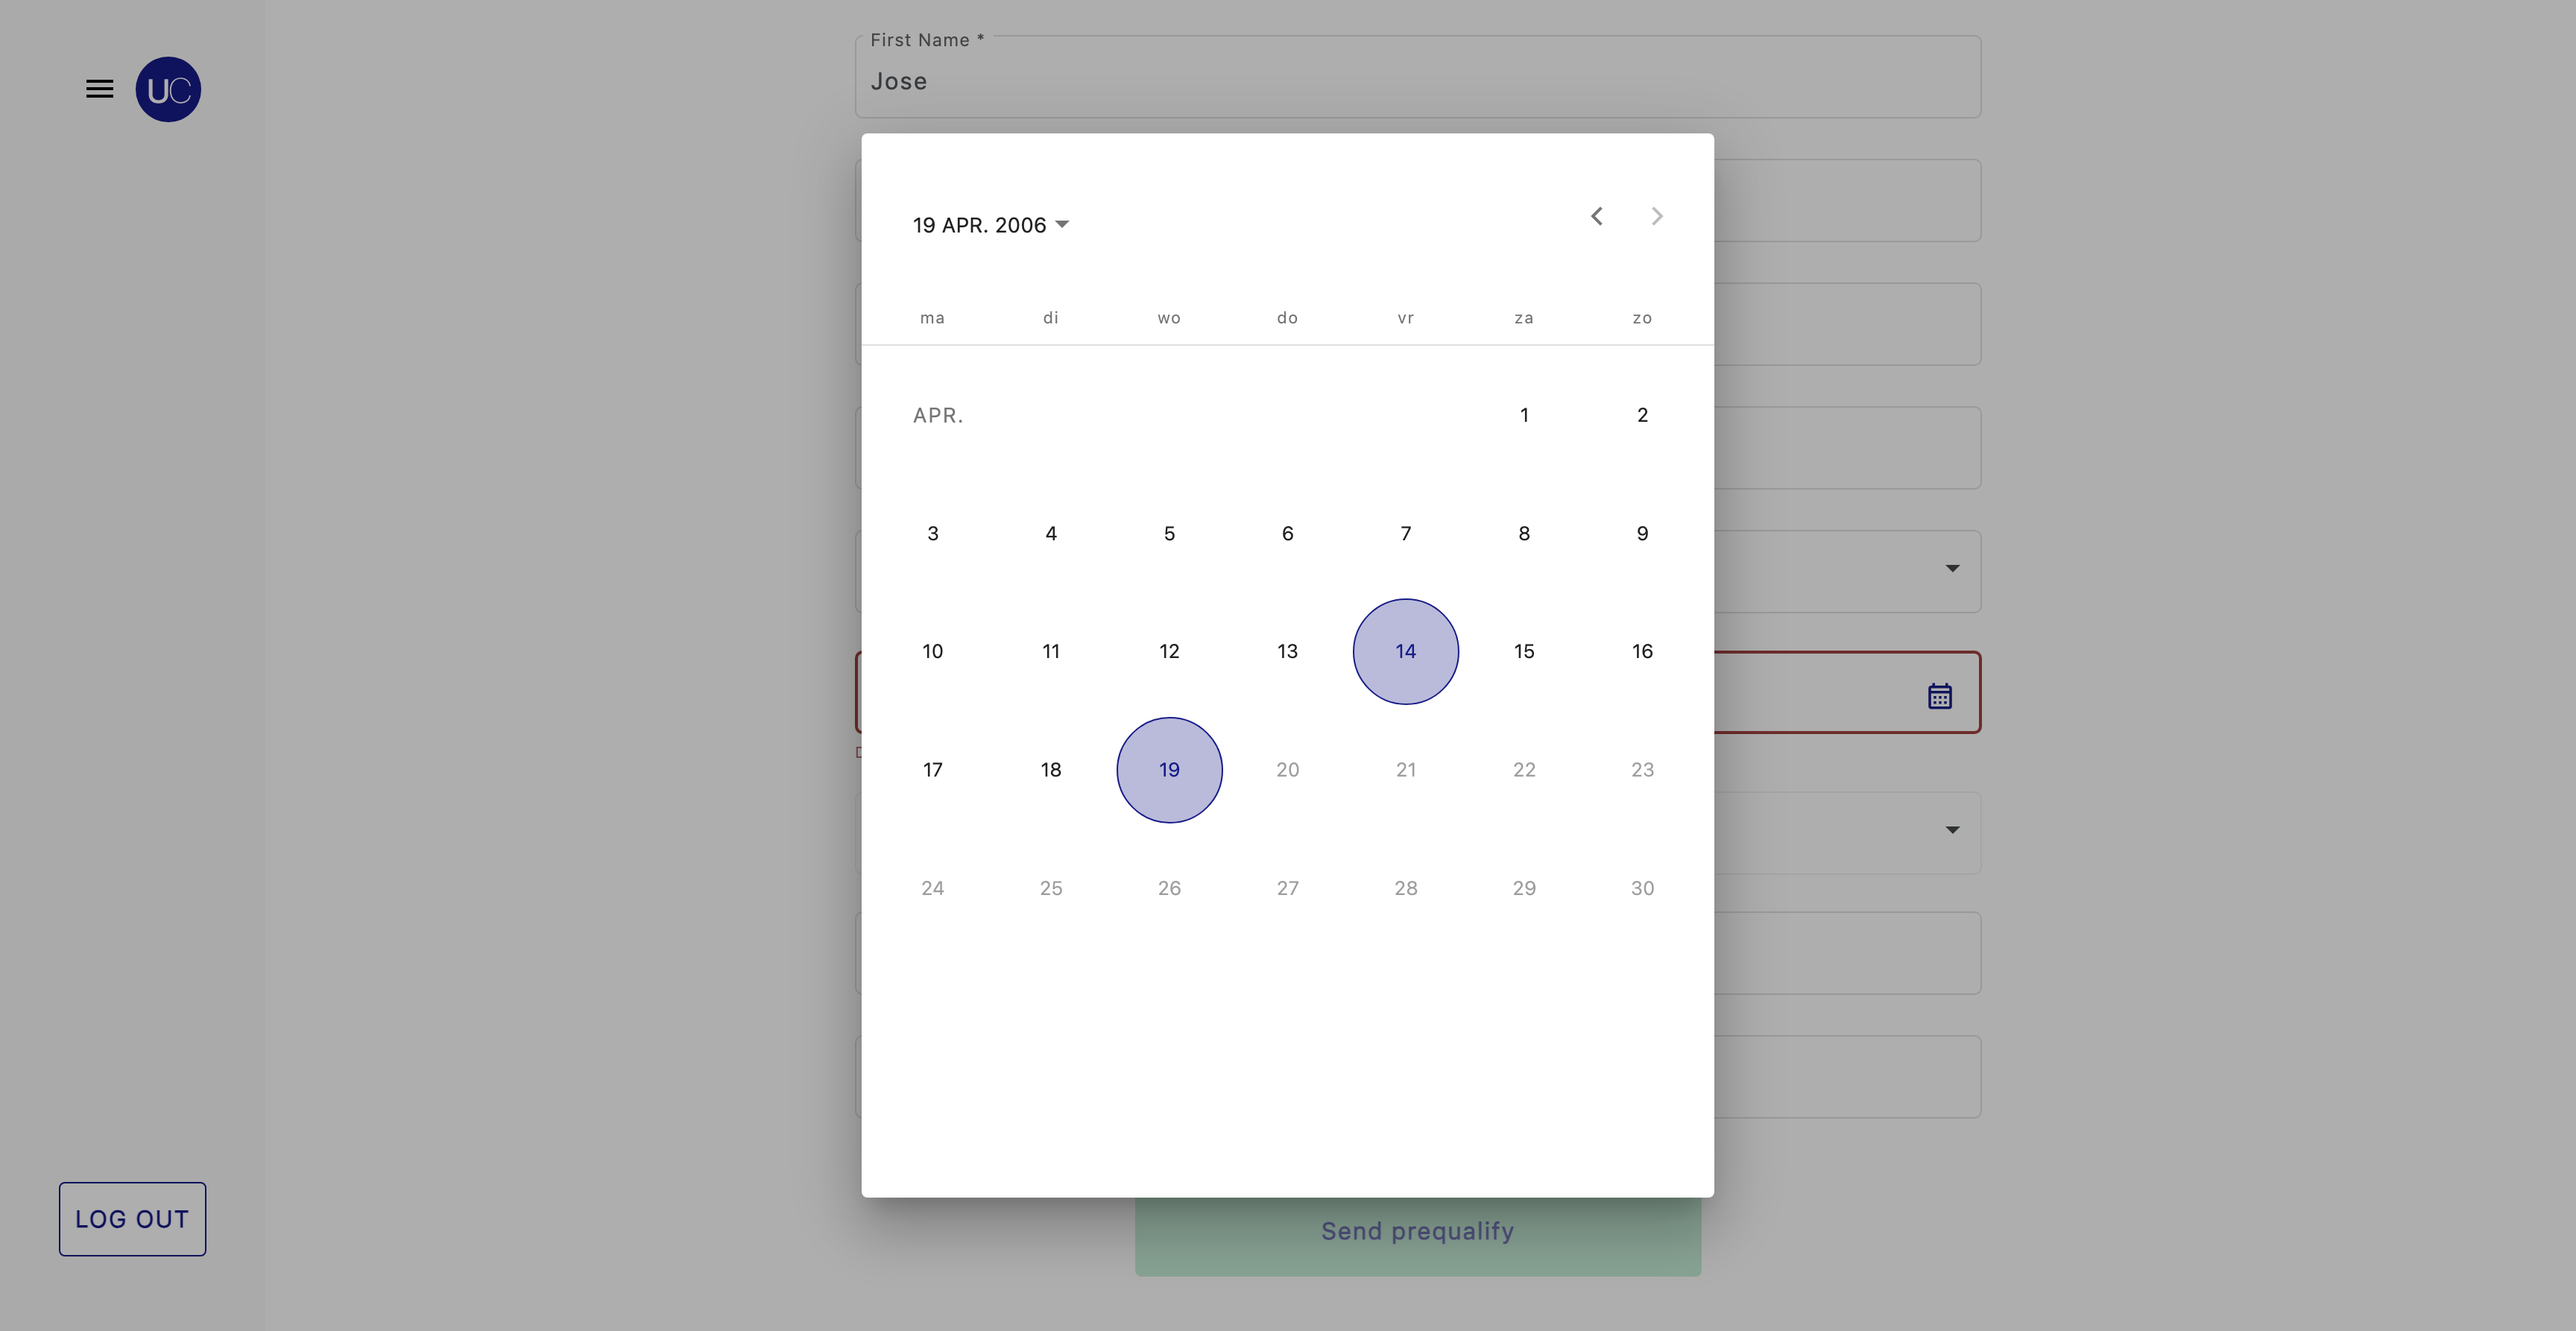 First Name *
UC
Jose
19 APR. 2006
ma di wo do vr za zo
APR. 1 2
3 4 5 6 7 8 9
10 11 12 13 14 15 16
17 18 19 20 21 22 23
24 25 26 27 28 29 30
LOG OUT
Send prequalify